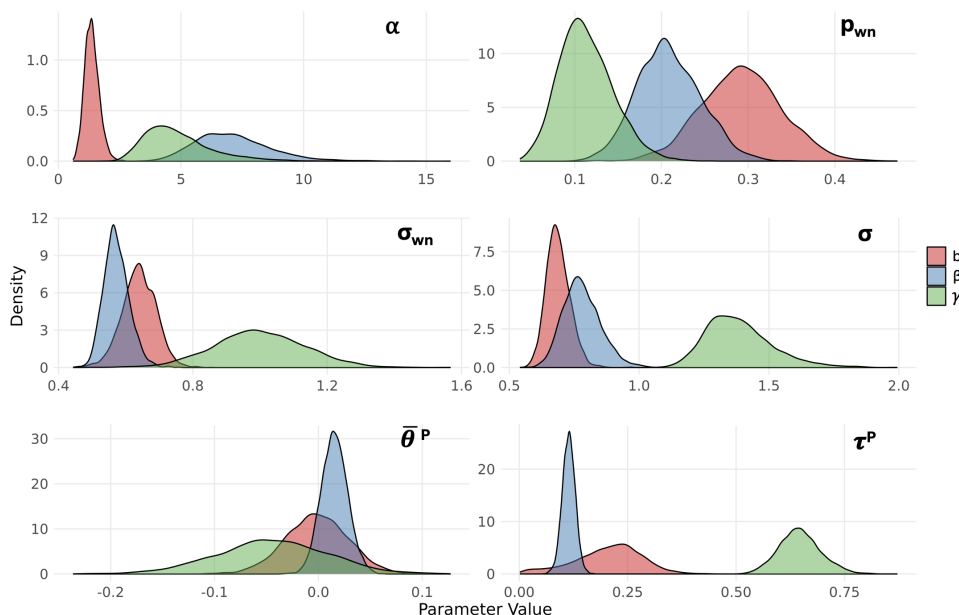 α
1.0
0.5
0.0
0 5 10 15
p wn
10
5
0
0.1 0.2 0.3 0.4
σ wn
12
9
6
3
0
0.4 0.8 1.2 1.6
σ
7.5
5.0
2.5
0.0
0.5 1.0 1.5 2.0
b
β
γ
Density
θ̅ P
30
20
10
0
-0.2 -0.1 0.0 0.1
τ P
20
10
0
0.00 0.25 0.50 0.75
Parameter Value